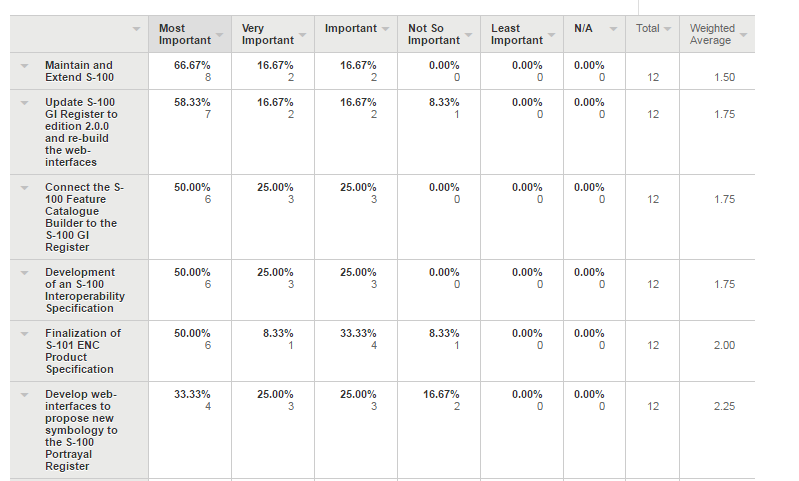 Most Important Very Important Important Not So Important Least Important N/A Total Weighted Average
Maintain and
Extend S-100
66.67% 16.67% 16.67% 0.00% 0.00% 0.00%
8 2 2 0 0 0 12 1.50
Update S-100
GI Register to
edition 2.0.0
and re-build
the web-
interfaces
58.33% 16.67% 16.67% 8.33% 0.00% 0.00%
7 2 2 1 0 0 12 1.75
Connect the S-
100 Feature
Catalogue
Builder to the
S-100 GI
Register
50.00% 25.00% 25.00% 0.00% 0.00% 0.00%
6 3 3 0 0 0 12 1.75
Development
of an S-100
Interoperability
Specification
50.00% 25.00% 25.00% 0.00% 0.00% 0.00%
6 3 3 0 0 0 12 1.75
Finalization of
S-101 ENC
Product
Specification
50.00% 8.33% 33.33% 8.33% 0.00% 0.00%
6 1 4 1 0 0 12 2.00
Develop web-
interfaces to
propose new
symbology to
the S-100
Portrayal
Register
33.33% 25.00% 25.00% 16.67% 0.00% 0.00%
4 3 3 2 0 0 12 2.25